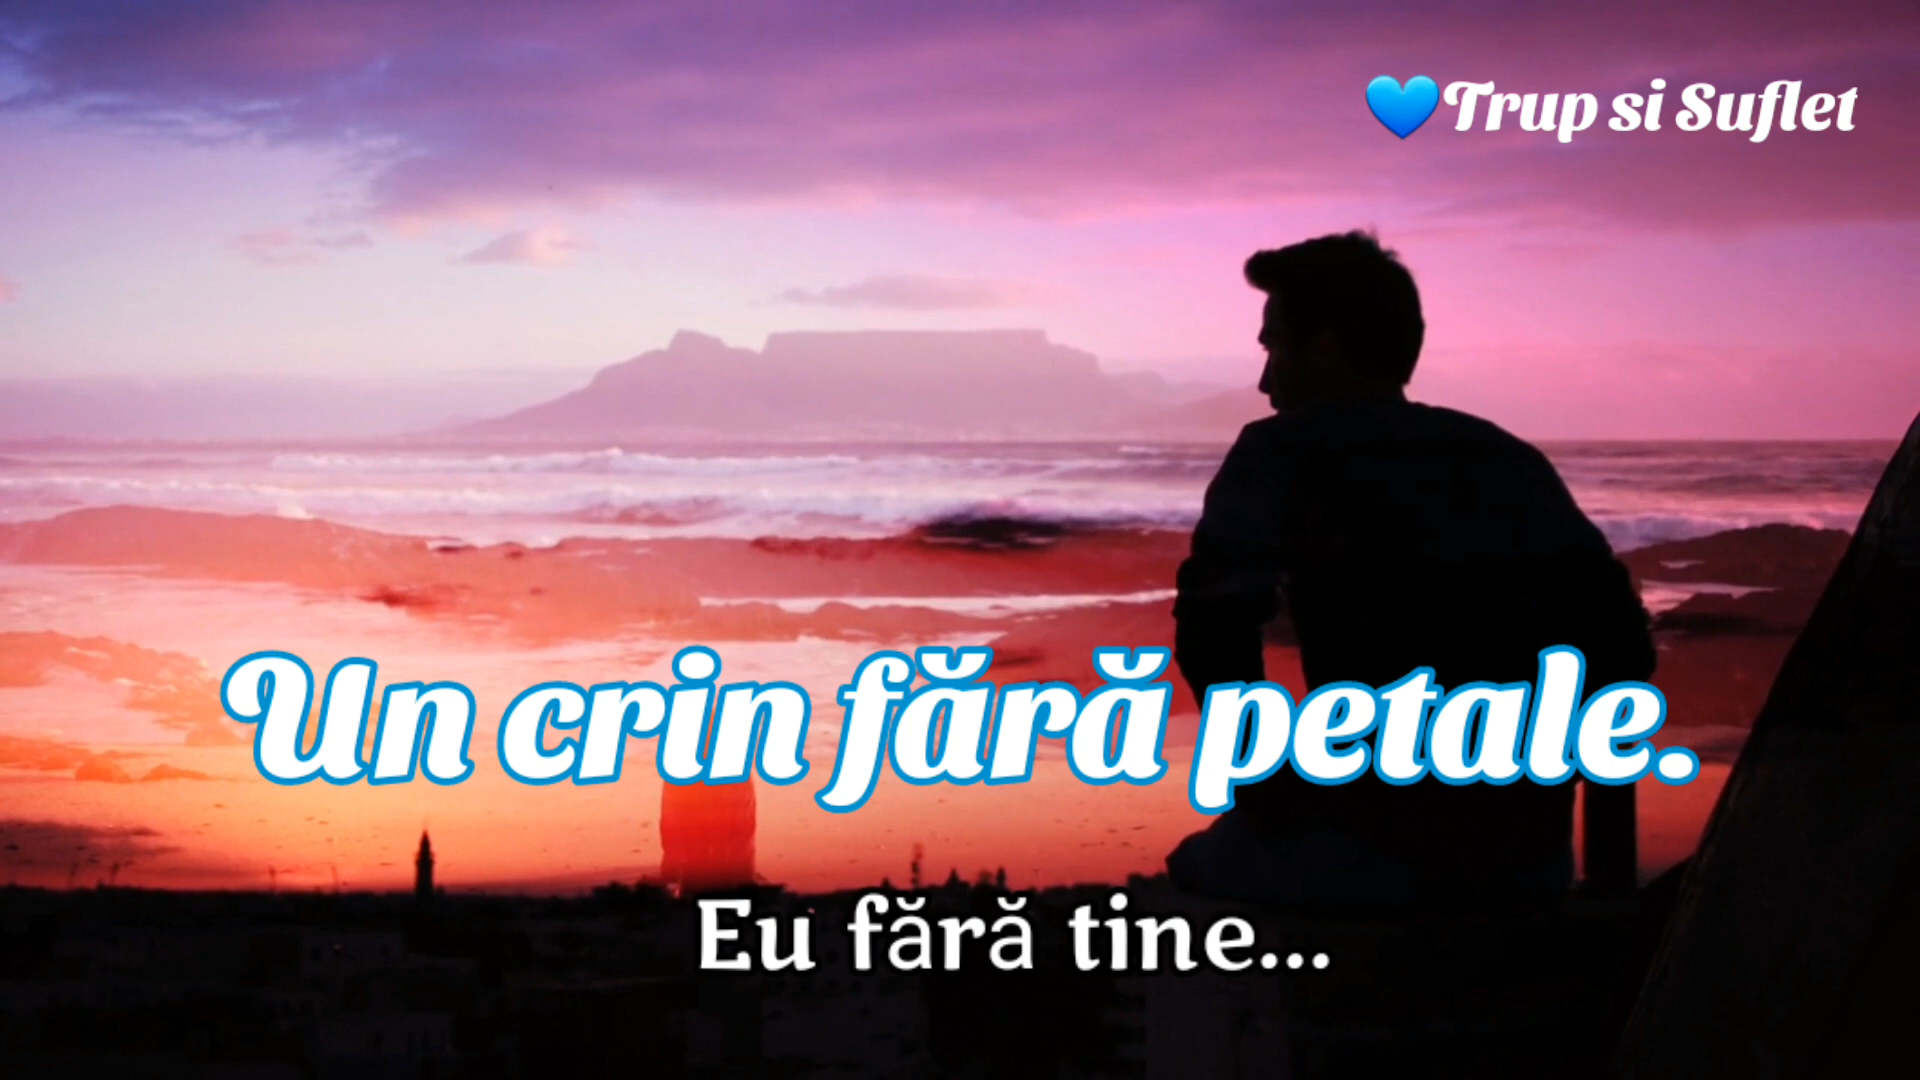 💙Trup si Suflet
Un crin fără petale.
Eu fără tine...